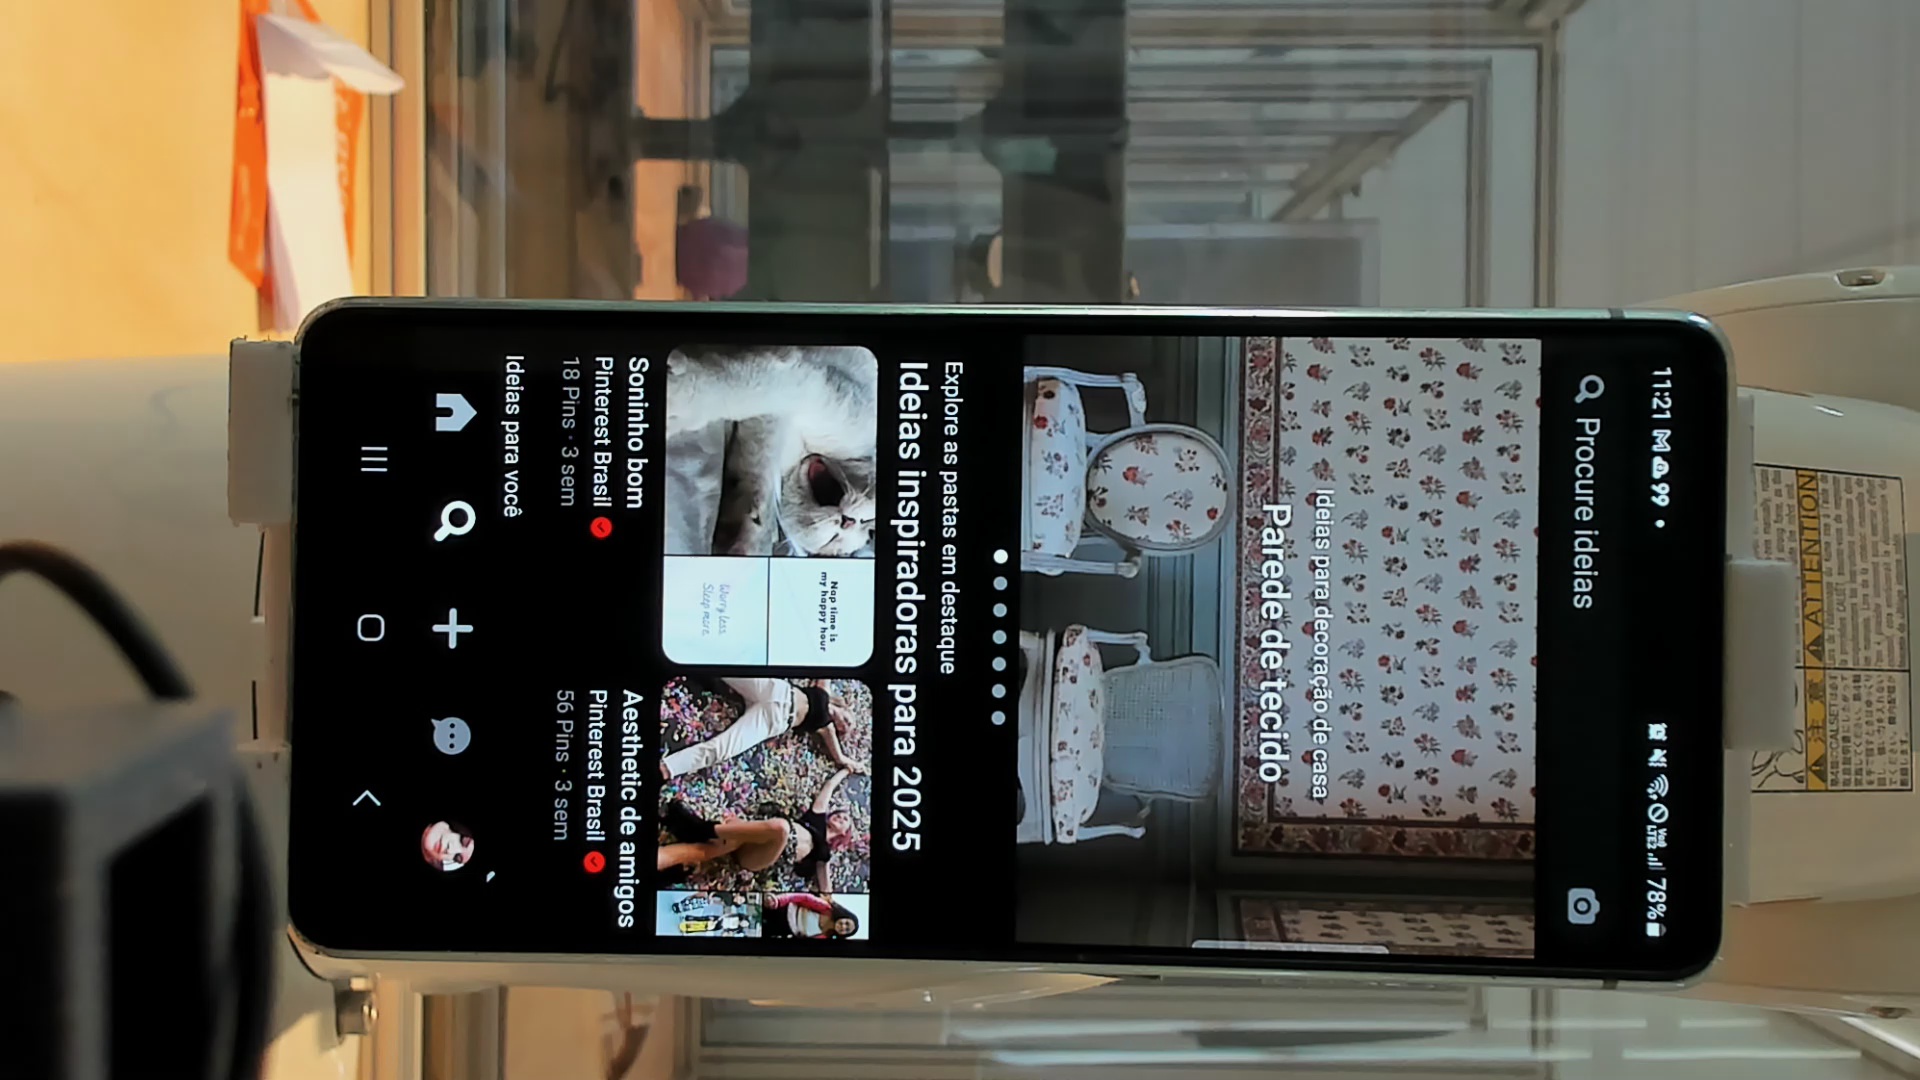 11:21
78%
Procure ideias
Ideias para decoração de casa
Parede de tecido
Explore as pastas em destaque
Ideias inspiradoras para 2025
Nap time is
my happy hour
Worry less.
Sleep more.
Soninho bom
Pinterest Brasil
18 Pins · 3 sem
Aesthetic de amigos
Pinterest Brasil
56 Pins · 3 sem
Ideias para você
注意 ATTENTION